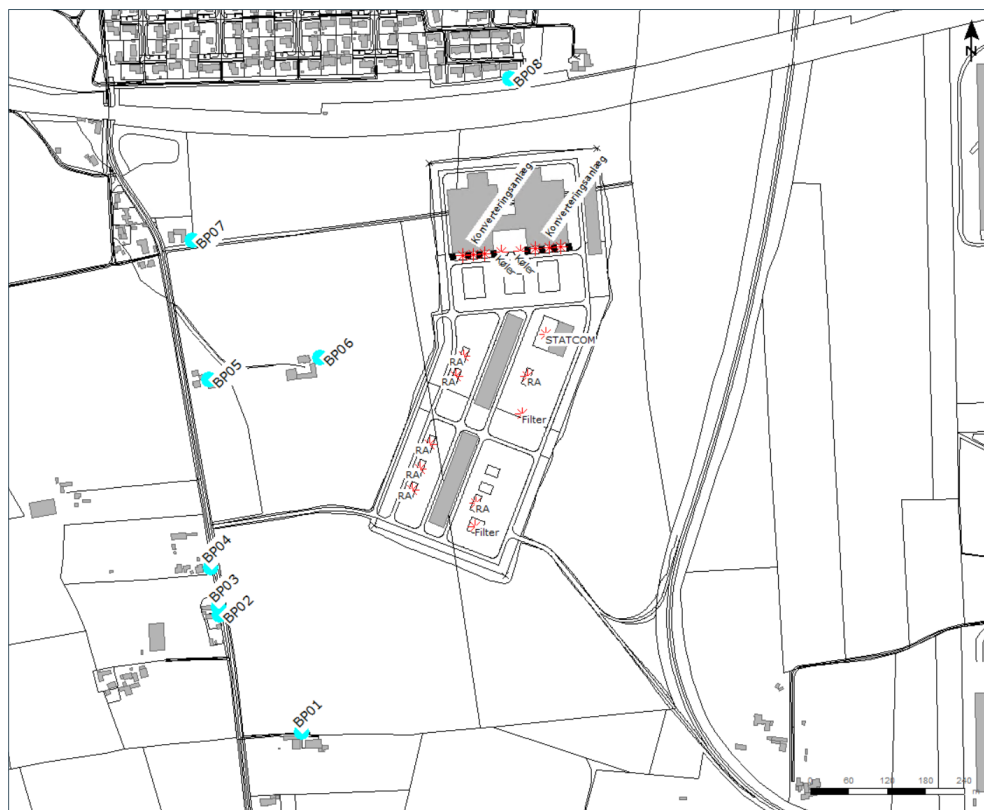 N
BP08
Konverteringsanlæg
Konverteringsanlæg
BP07
Køler
Køler
STATCOM
BP06
RA
BP05
RA
RA
Filter
RA
RA
RA
RA
Filter
BP04
BP03
BP02
BP01
0 60 120 180 240
m